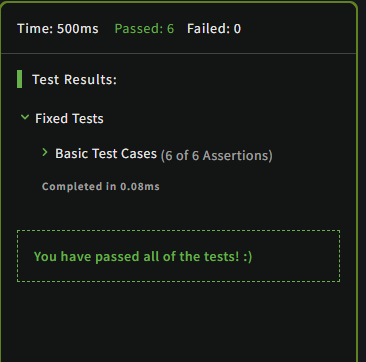 Time: 500ms Passed: 6 Failed: 0
Test Results:
Fixed Tests
Basic Test Cases (6 of 6 Assertions)
Completed in 0.08ms
You have passed all of the tests! :)